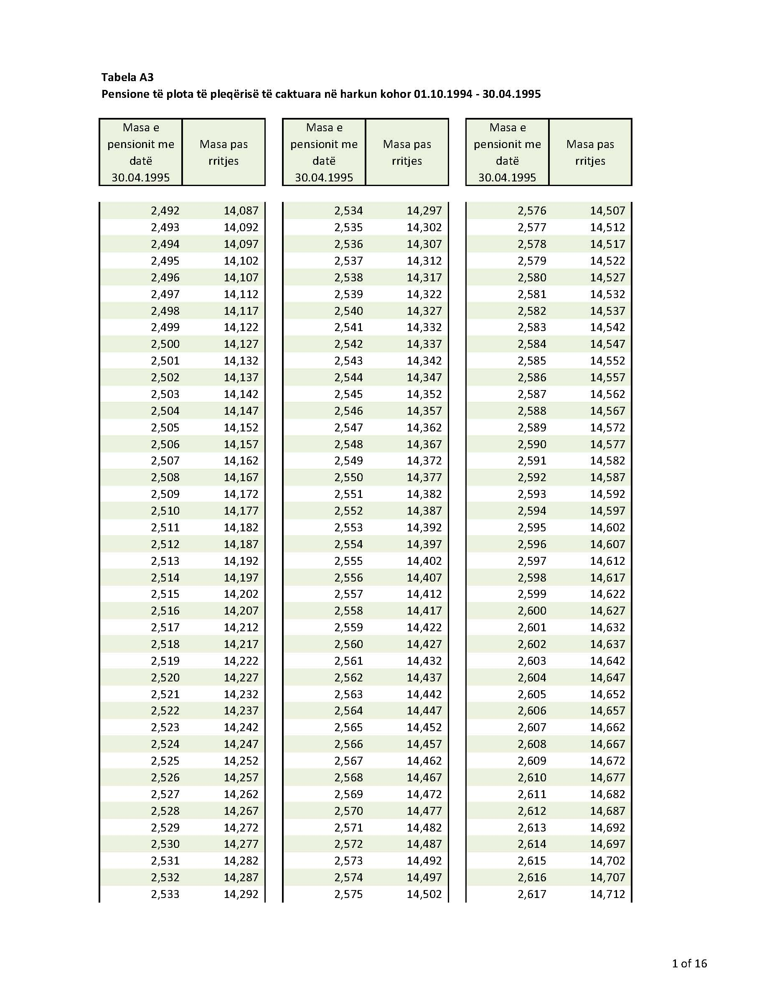 Tabela A3
Pensione të plota të pleqërisë të caktuara në harkun kohor 01.10.1994 - 30.04.1995
Masa e pensionit me datë 30.04.1995 Masa pas rritjes Masa e pensionit me datë 30.04.1995 Masa pas rritjes Masa e pensionit me datë 30.04.1995 Masa pas rritjes
2,492 14,087 2,534 14,297 2,576 14,507
2,493 14,092 2,535 14,302 2,577 14,512
2,494 14,097 2,536 14,307 2,578 14,517
2,495 14,102 2,537 14,312 2,579 14,522
2,496 14,107 2,538 14,317 2,580 14,527
2,497 14,112 2,539 14,322 2,581 14,532
2,498 14,117 2,540 14,327 2,582 14,537
2,499 14,122 2,541 14,332 2,583 14,542
2,500 14,127 2,542 14,337 2,584 14,547
2,501 14,132 2,543 14,342 2,585 14,552
2,502 14,137 2,544 14,347 2,586 14,557
2,503 14,142 2,545 14,352 2,587 14,562
2,504 14,147 2,546 14,357 2,588 14,567
2,505 14,152 2,547 14,362 2,589 14,572
2,506 14,157 2,548 14,367 2,590 14,577
2,507 14,162 2,549 14,372 2,591 14,582
2,508 14,167 2,550 14,377 2,592 14,587
2,509 14,172 2,551 14,382 2,593 14,592
2,510 14,177 2,552 14,387 2,594 14,597
2,511 14,182 2,553 14,392 2,595 14,602
2,512 14,187 2,554 14,397 2,596 14,607
2,513 14,192 2,555 14,402 2,597 14,612
2,514 14,197 2,556 14,407 2,598 14,617
2,515 14,202 2,557 14,412 2,599 14,622
2,516 14,207 2,558 14,417 2,600 14,627
2,517 14,212 2,559 14,422 2,601 14,632
2,518 14,217 2,560 14,427 2,602 14,637
2,519 14,222 2,561 14,432 2,603 14,642
2,520 14,227 2,562 14,437 2,604 14,647
2,521 14,232 2,563 14,442 2,605 14,652
2,522 14,237 2,564 14,447 2,606 14,657
2,523 14,242 2,565 14,452 2,607 14,662
2,524 14,247 2,566 14,457 2,608 14,667
2,525 14,252 2,567 14,462 2,609 14,672
2,526 14,257 2,568 14,467 2,610 14,677
2,527 14,262 2,569 14,472 2,611 14,682
2,528 14,267 2,570 14,477 2,612 14,687
2,529 14,272 2,571 14,482 2,613 14,692
2,530 14,277 2,572 14,487 2,614 14,697
2,531 14,282 2,573 14,492 2,615 14,702
2,532 14,287 2,574 14,497 2,616 14,707
2,533 14,292 2,575 14,502 2,617 14,712
1 of 16